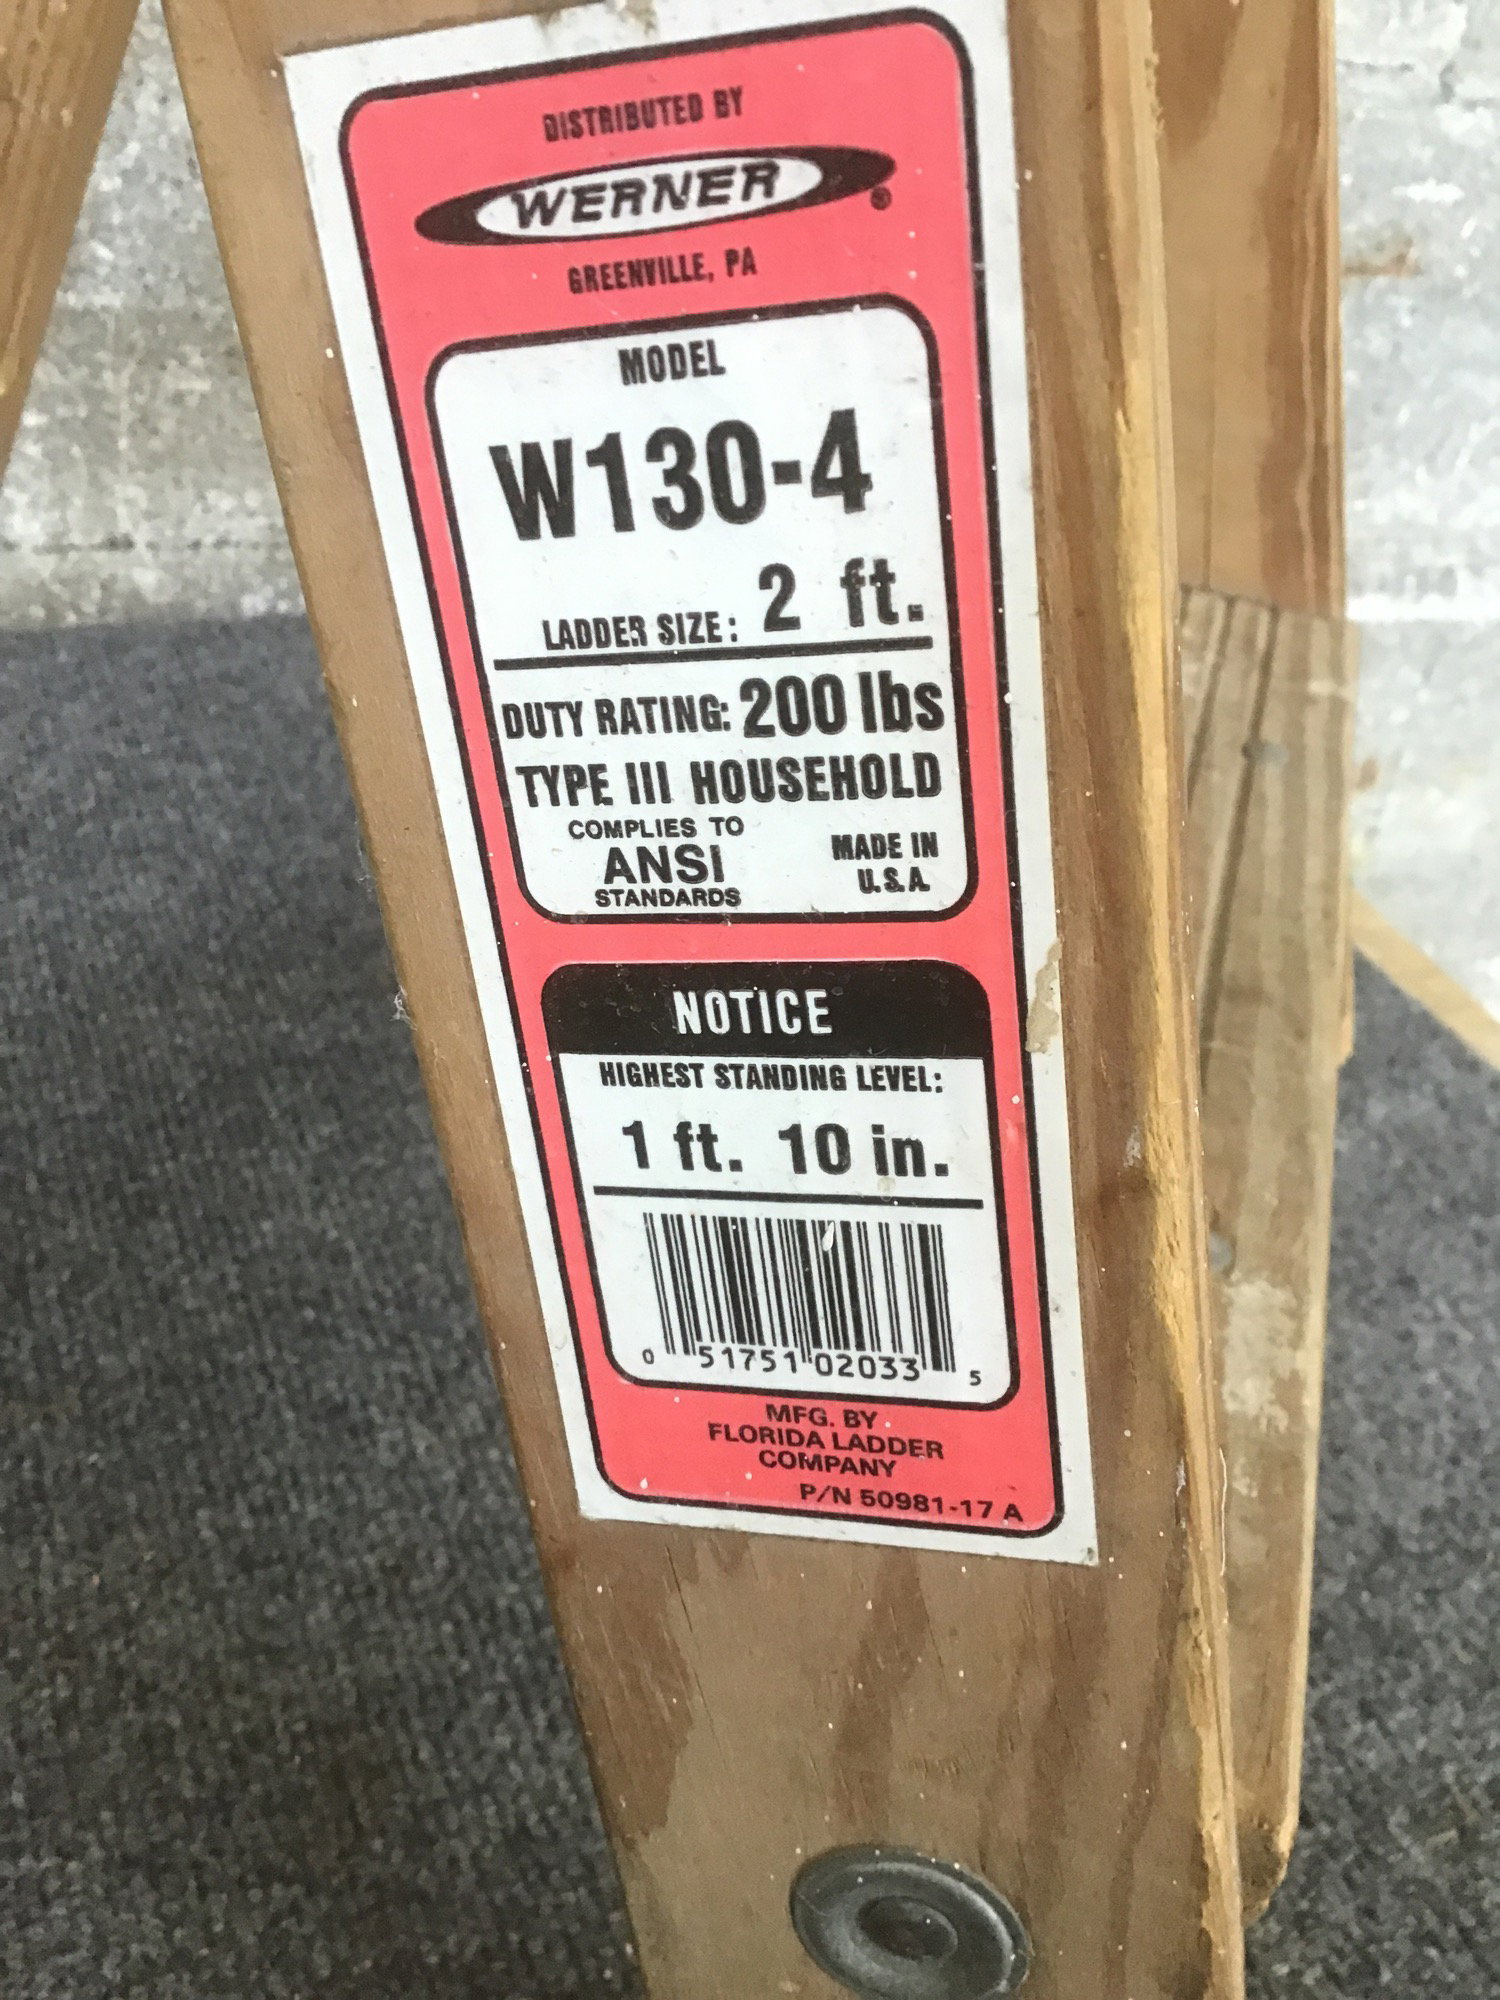 DISTRIBUTED BY
WERNER®
GREENVILLE, PA
MODEL
W130-4
LADDER SIZE: 2 ft.
DUTY RATING: 200 lbs
TYPE III HOUSEHOLD
COMPLIES TO
ANSI
STANDARDS
MADE IN
U.S.A.
NOTICE
HIGHEST STANDING LEVEL:
1 ft. 10 in.
0 51751 02033 5
MFG. BY
FLORIDA LADDER
COMPANY
P/N 50981-17 A